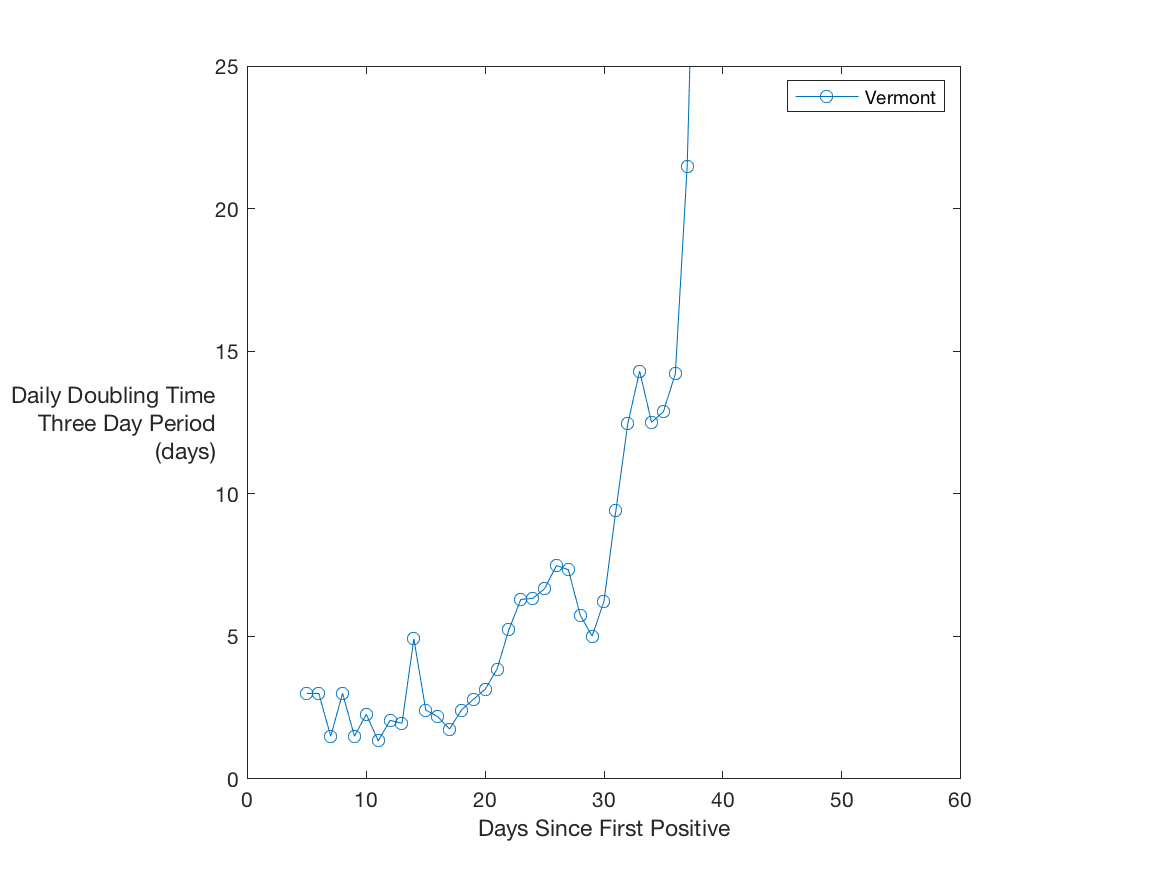 25
Vermont
20
15
Daily Doubling Time
Three Day Period
(days)
10
5
0
0 10 20 30 40 50 60
Days Since First Positive